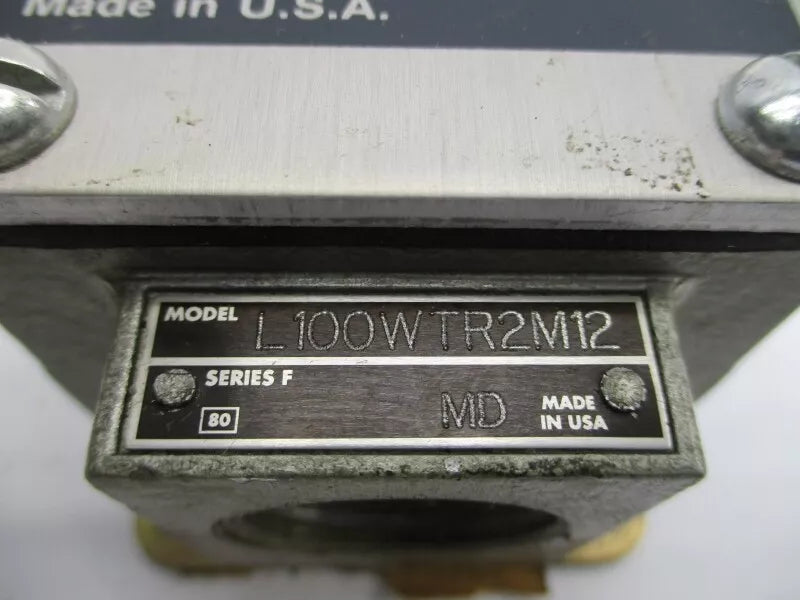 Made in U.S.A.
MODEL L100WTR2M12
SERIES F
80 MD MADE
IN USA